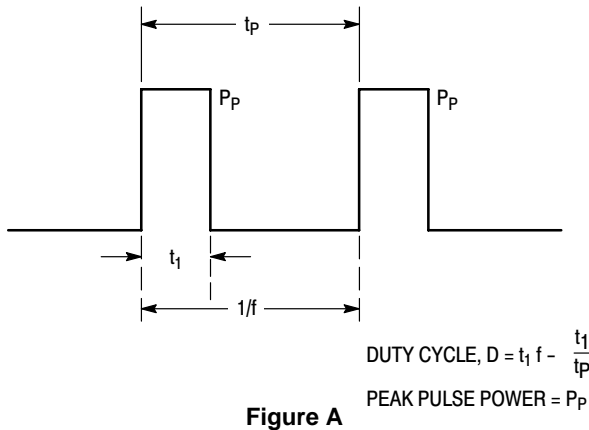 tP
PP
PP
t1
1/f
DUTY CYCLE, D = t1 f - t1
tP
PEAK PULSE POWER = PP
Figure A